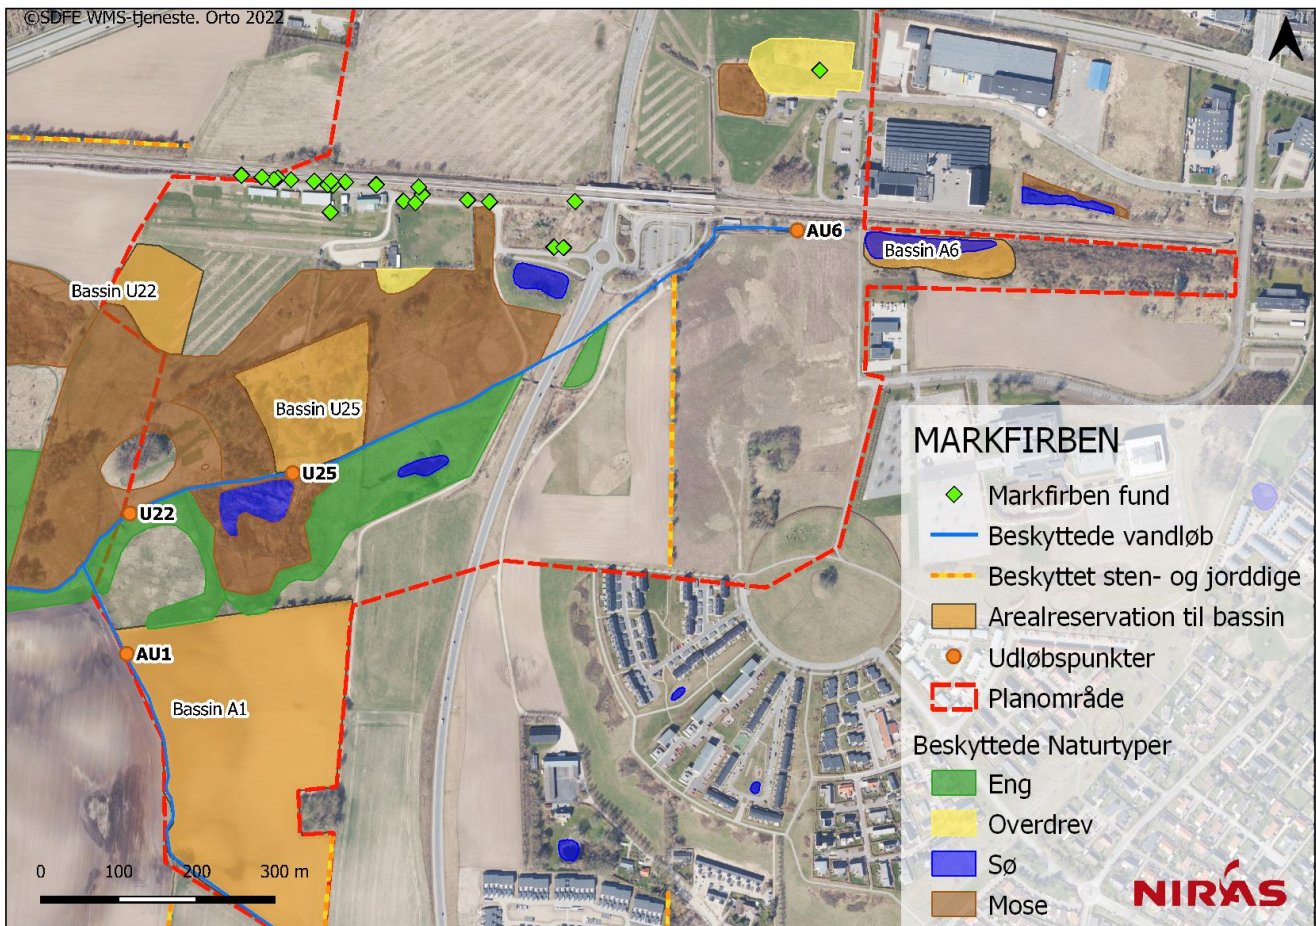 ©SDFE WMS-tjeneste. Orto 2022
AU6
Bassin A6
Bassin U22
Bassin U25
U25
U22
AU1
Bassin A1
0 100 200 300 m
MARKFIRBEN
Markfirben fund
Beskyttede vandløb
Beskyttet sten- og jorddige
Arealreservation til bassin
Udløbspunkter
Planområde
Beskyttede Naturtyper
Eng
Overdrev
Sø
Mose
NIRAS